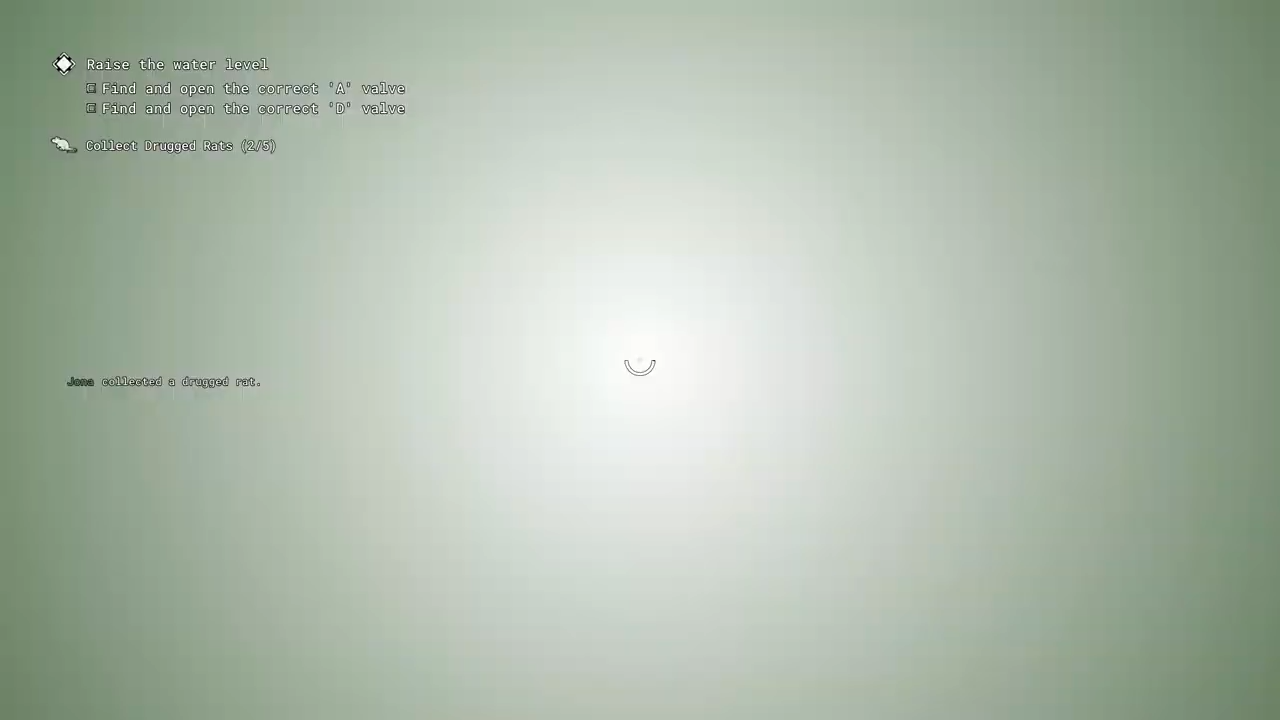 Raise the water level
Find and open the correct 'A' valve
Find and open the correct 'D' valve
Collect Drugged Rats (2/5)
Jona collected a drugged rat.